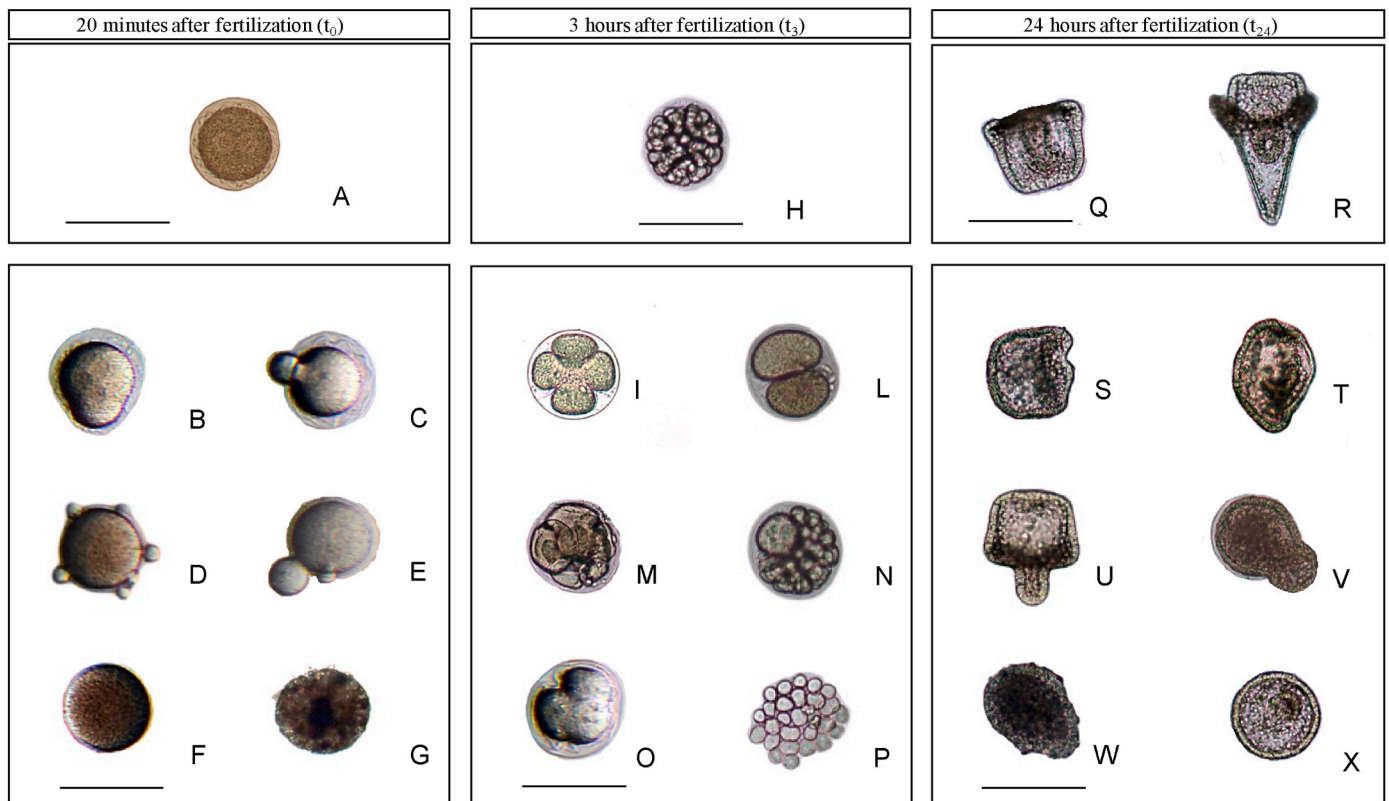 20 minutes after fertilization (t0)
3 hours after fertilization (t3)
24 hours after fertilization (t24)
A
H
Q
R
B
C
I
L
S
T
D
E
M
N
U
V
F
G
O
P
W
X